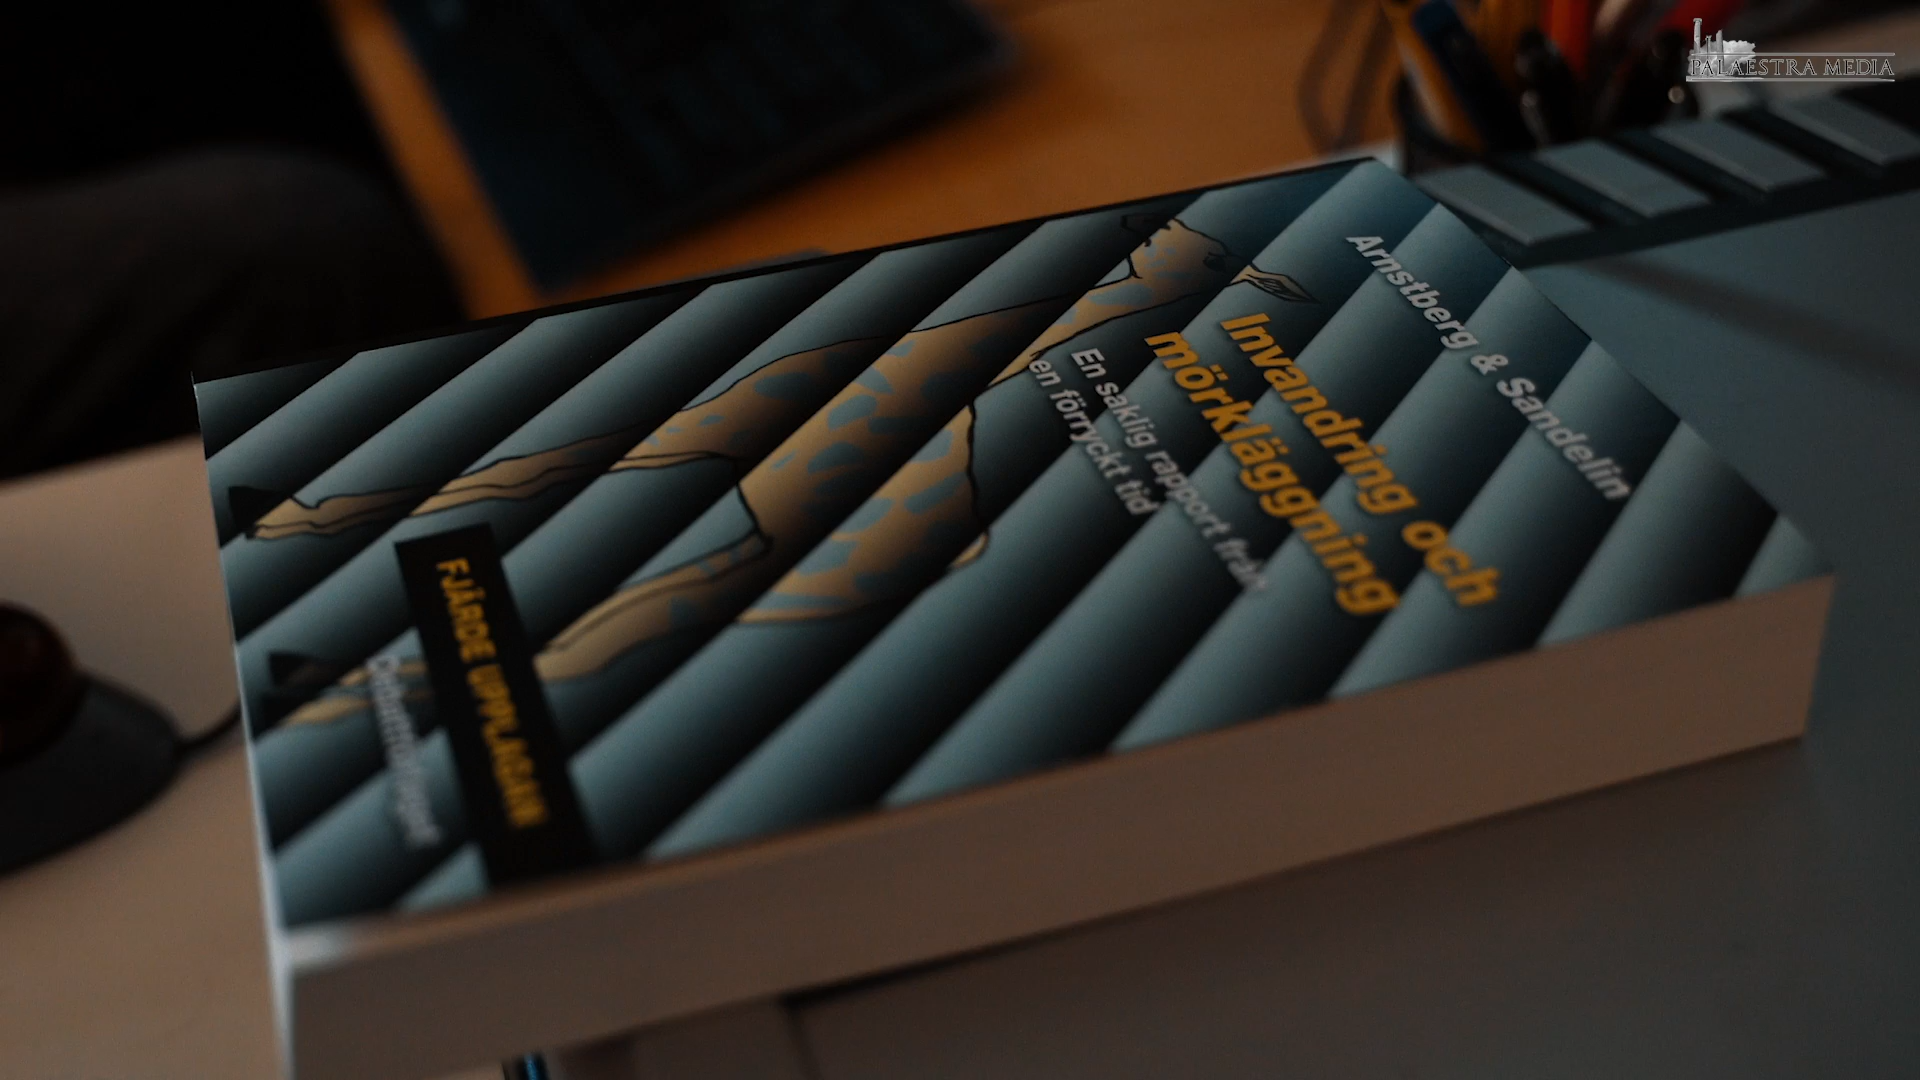 PALAESTRA MEDIA
Arnstberg & Sandelin
Invandring och
mörkläggning
En saklig rapport från
en förryckt tid
FJÄRDE UPPLAGAN